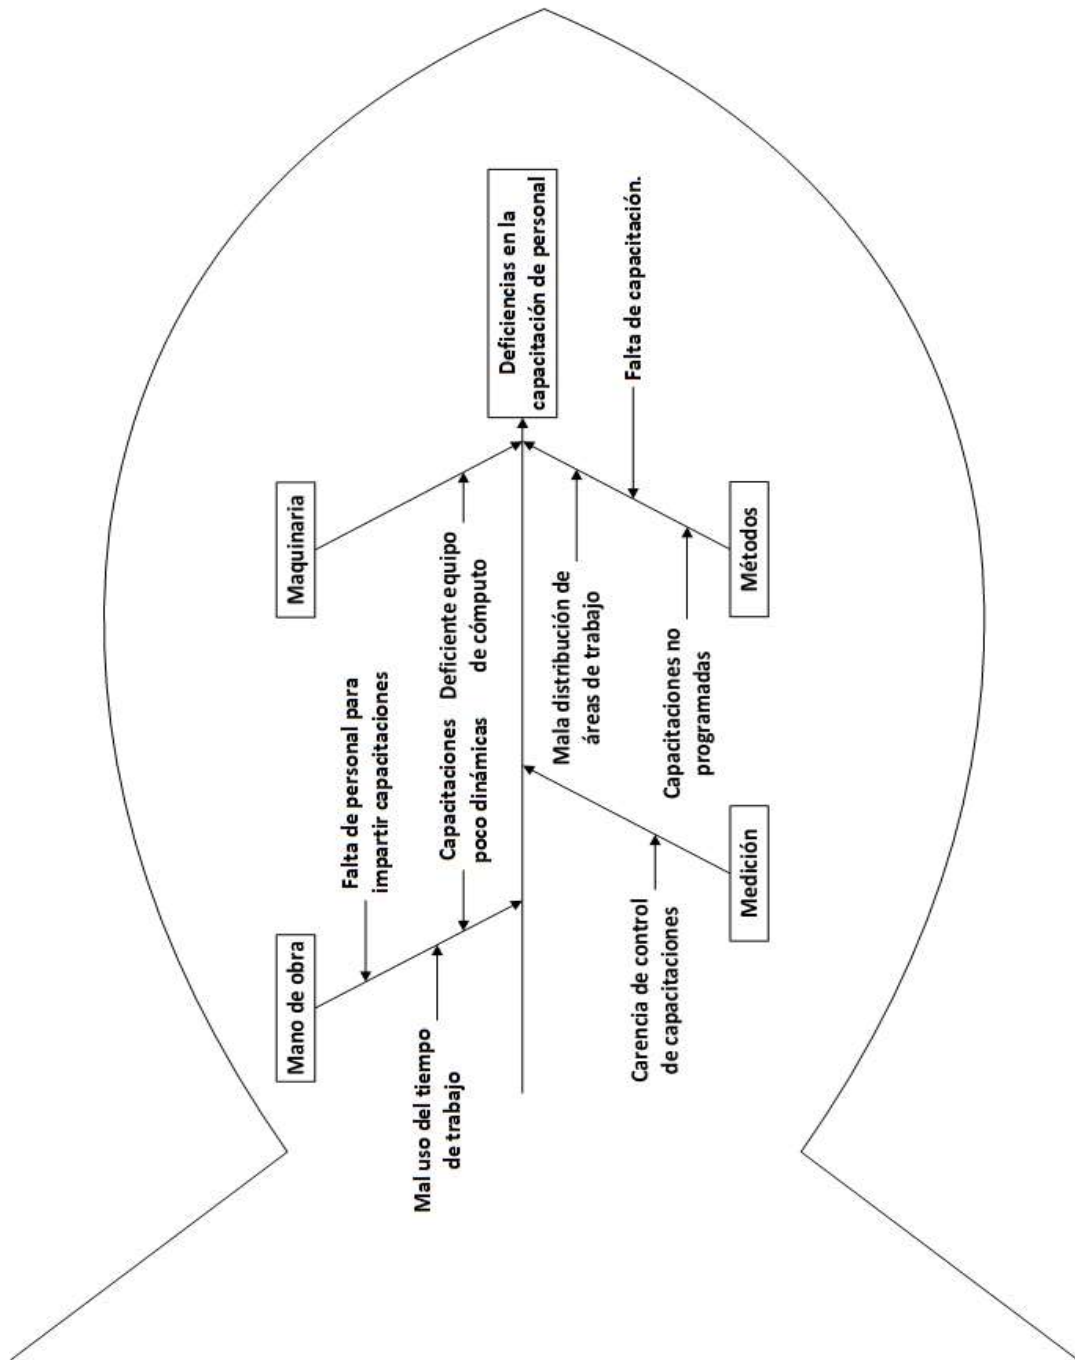 Mano de obra
Maquinaria
Falta de personal para
impartir capacitaciones
Mal uso del tiempo
de trabajo
Capacitaciones
poco dinámicas
Deficiente equipo
de cómputo
Deficiencias en la
capacitación de personal
Mala distribución de
áreas de trabajo
Falta de capacitación.
Carencia de control
de capacitaciones
Capacitaciones no
programadas
Medición
Métodos